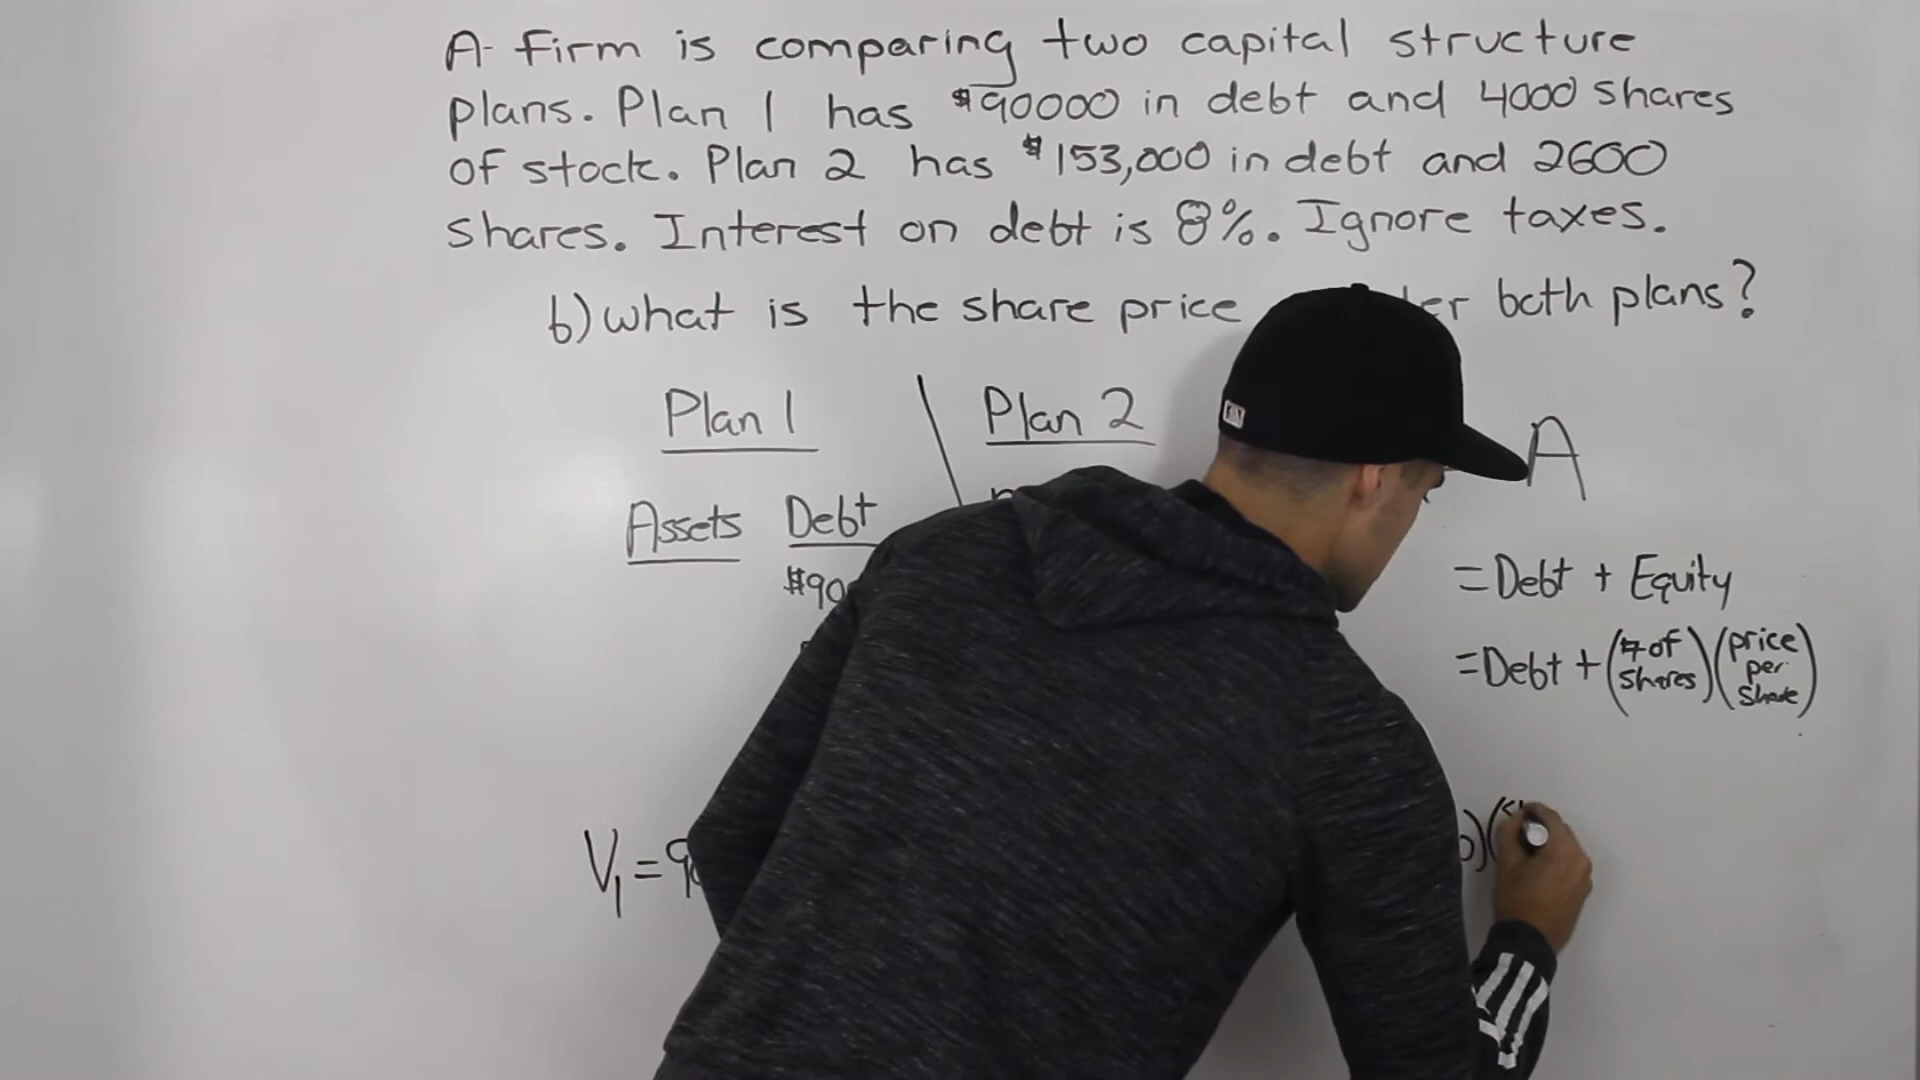 A firm is comparing two capital structure
plans. Plan 1 has $90000 in debt and 4000 shares
of stock. Plan 2 has $153,000 in debt and 2600
shares. Interest on debt is 8%. Ignore taxes.
b) what is the share price both plans?
Plan 1 Plan 2
A
Assets Debt
$90
= Debt + Equity
= Debt + (# of shares)(price per share)
V1 = 9